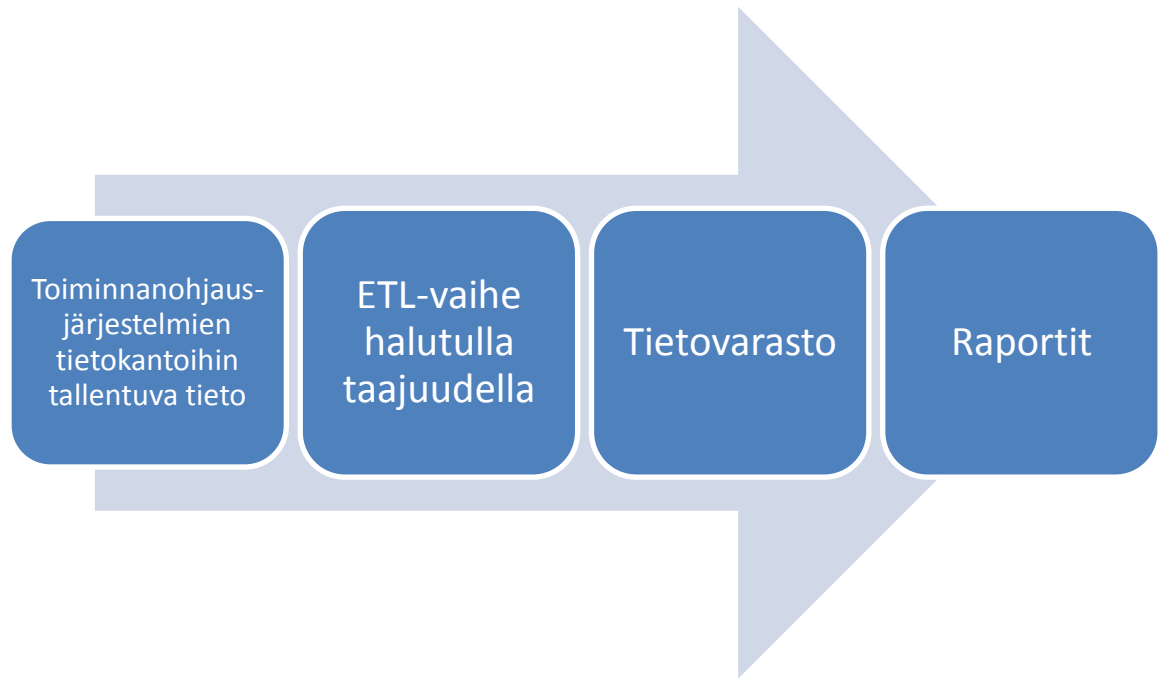 Toiminnanohjaus-
järjestelmien
tietokantoihin
tallentuva tieto
ETL-vaihe
halutulla
taajuudella
Tietovarasto
Raportit